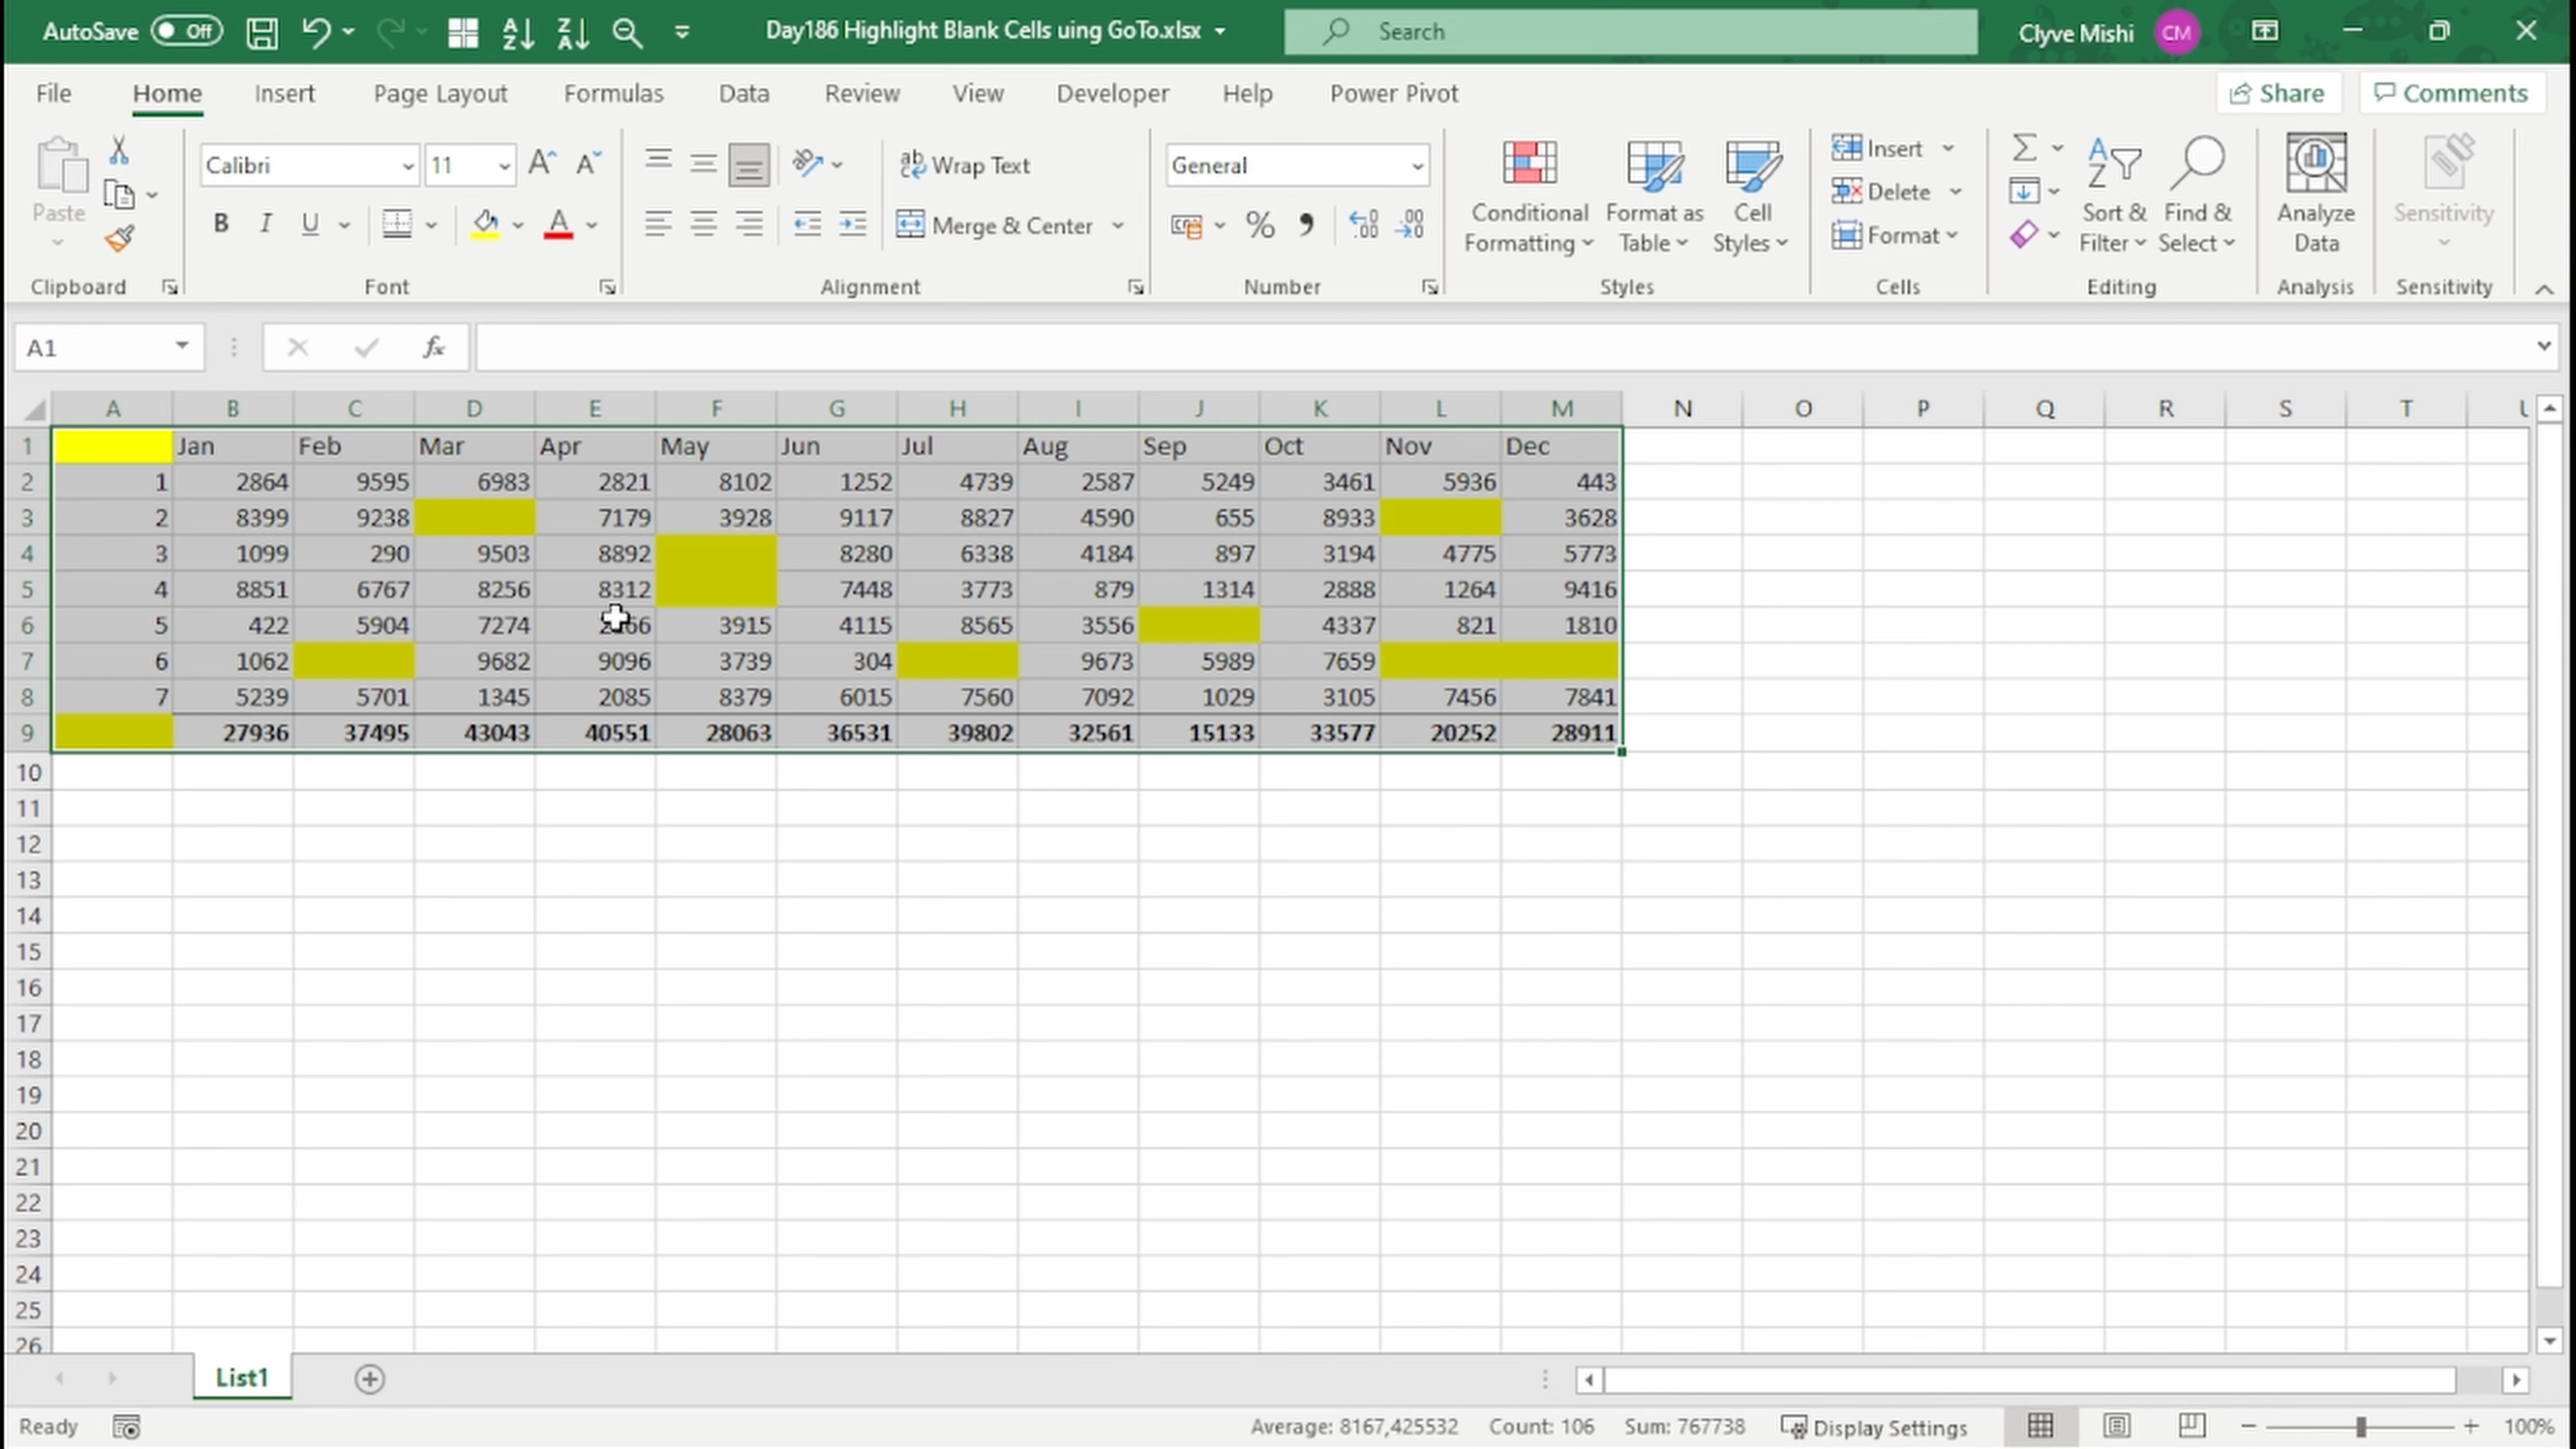 AutoSave Off Day186 Highlight Blank Cells uing GoTo.xlsx Search Clyve Mishi CM
File Home Insert Page Layout Formulas Data Review View Developer Help Power Pivot Share Comments
Paste Calibri 11 Wrap Text General Conditional Formatting Format as Table Cell Styles Insert Delete Format Sort & Filter Find & Select Analyze Data Sensitivity
B I U A Merge & Center %
Clipboard Font Alignment Number Styles Cells Editing Analysis Sensitivity
A1 fx
A B C D E F G H I J K L M N O P Q R S T
1 Jan Feb Mar Apr May Jun Jul Aug Sep Oct Nov Dec
2 1 2864 9595 6983 2821 8102 1252 4739 2587 5249 3461 5936 443
3 2 8399 9238 7179 3928 9117 8827 4590 655 8933 3628
4 3 1099 290 9503 8892 8280 6338 4184 897 3194 4775 5773
5 4 8851 6767 8256 8312 7448 3773 879 1314 2888 1264 9416
6 5 422 5904 7274 3915 4115 8565 3556 4337 821 1810
7 6 1062 9682 9096 3739 304 9673 5989 7659
8 7 5239 5701 1345 2085 8379 6015 7560 7092 1029 3105 7456 7841
9 27936 37495 43043 40551 28063 36531 39802 32561 15133 33577 20252 28911
10
11
12
13
14
15
16
17
18
19
20
21
22
23
24
25
26
List1
Ready Average: 8167,425532 Count: 106 Sum: 767738 Display Settings 100%